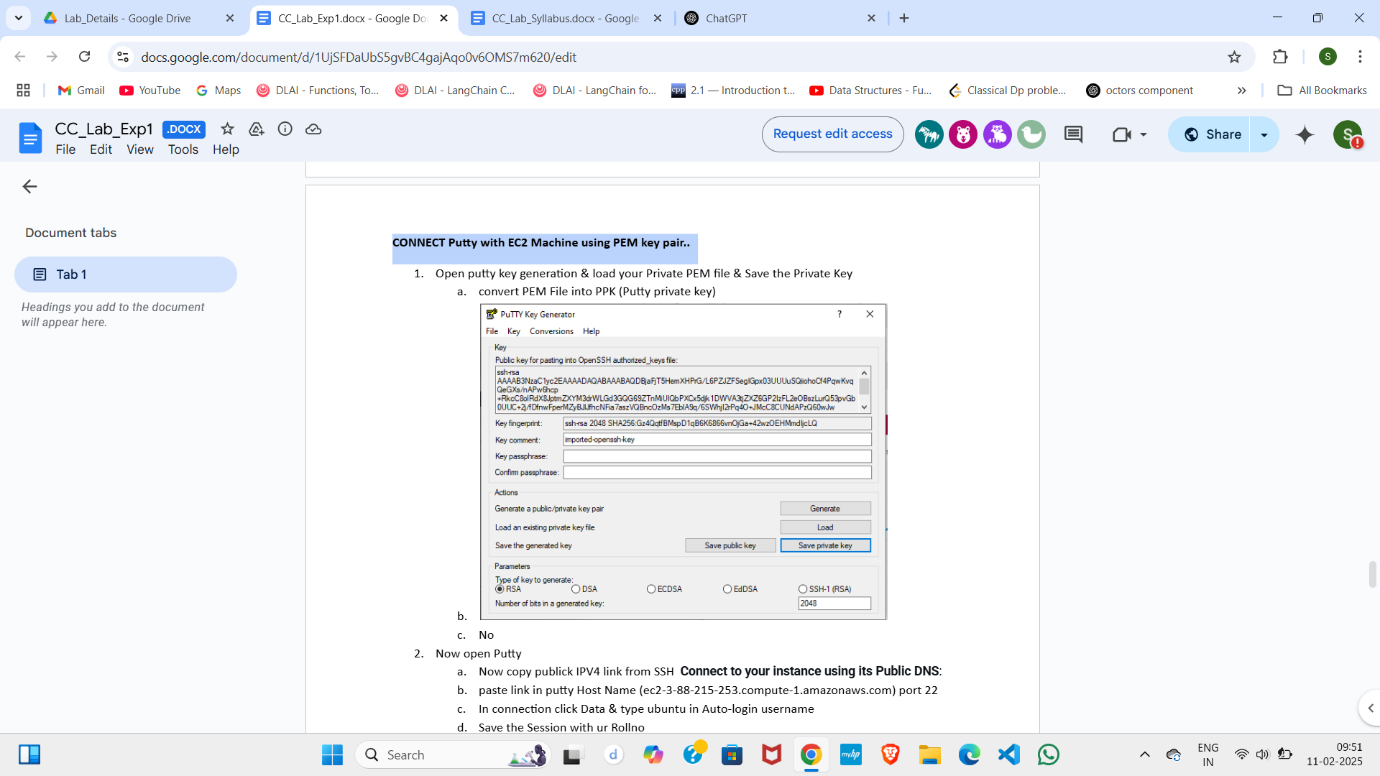 Lab_Details - Google Drive
CC_Lab_Exp1.docx - Google Do
CC_Lab_Syllabus.docx - Google
ChatGPT
docs.google.com/document/d/1UjSFDaUbS5gvBC4gajAqo0v6OMS7m620/edit
S
Gmail
YouTube
Maps
DLAI - Functions, To...
DLAI - LangChain C...
DLAI - LangChain fo...
2.1 — Introduction t...
Data Structures - Fu...
Classical Dp proble...
octors component
All Bookmarks
CC_Lab_Exp1 .DOCX
File Edit View Tools Help
Request edit access
Share
S
Document tabs
Tab 1
Headings you add to the document
will appear here.
CONNECT Putty with EC2 Machine using PEM key pair..
1. Open putty key generation & load your Private PEM file & Save the Private Key
a. convert PEM File into PPK (Putty private key)
PuTTY Key Generator ?
File Key Conversions Help
Key
Public key for pasting into OpenSSH authorized_keys file:
ssh-rsa
Key fingerprint:
Key comment: imported-openssh-key
Key passphrase:
Confirm passphrase:
Actions
Generate a public/private key pair Generate
Load an existing private key file Load
Save the generated key Save public key Save private key
Parameters
Type of key to generate:
RSA DSA ECDSA EdDSA SSH-1 (RSA)
Number of bits in a generated key: 2048
b.
c. No
2. Now open Putty
a. Now copy publick IPV4 link from SSH Connect to your instance using its Public DNS:
b. paste link in putty Host Name (ec2-3-88-215-253.compute-1.amazonaws.com) port 22
c. In connection click Data & type ubuntu in Auto-login username
d. Save the Session with ur Rollno
Search
ENG
IN
09:51
11-02-2025